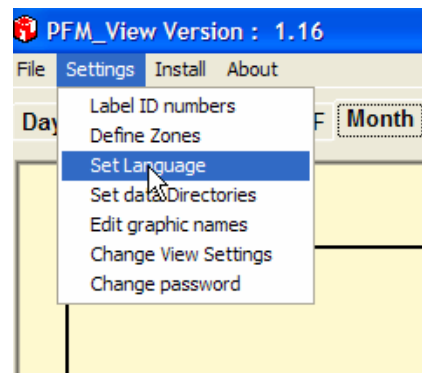 PFM_View Version : 1.16
File Settings Install About
Label ID numbers
Day F Month
Define Zones
Set Language
Set data Directories
Edit graphic names
Change View Settings
Change password